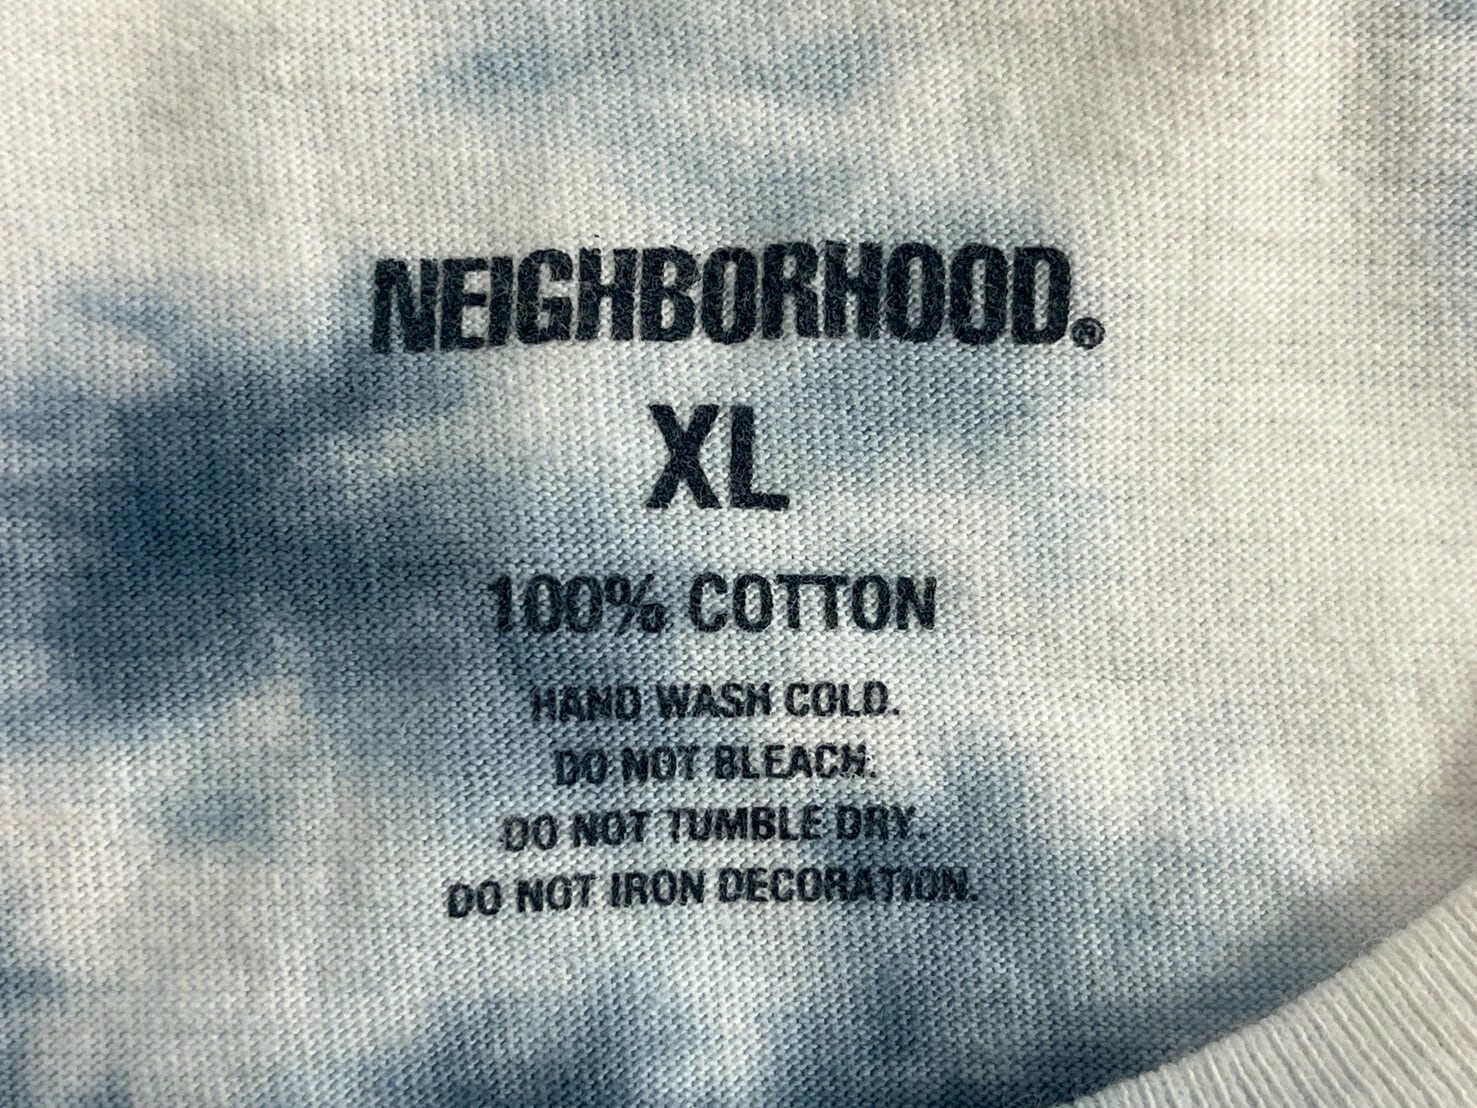 NEIGHBORHOOD®
XL
100% COTTON
HAND WASH COLD.
DO NOT BLEACH.
DO NOT TUMBLE DRY.
DO NOT IRON DECORATION.